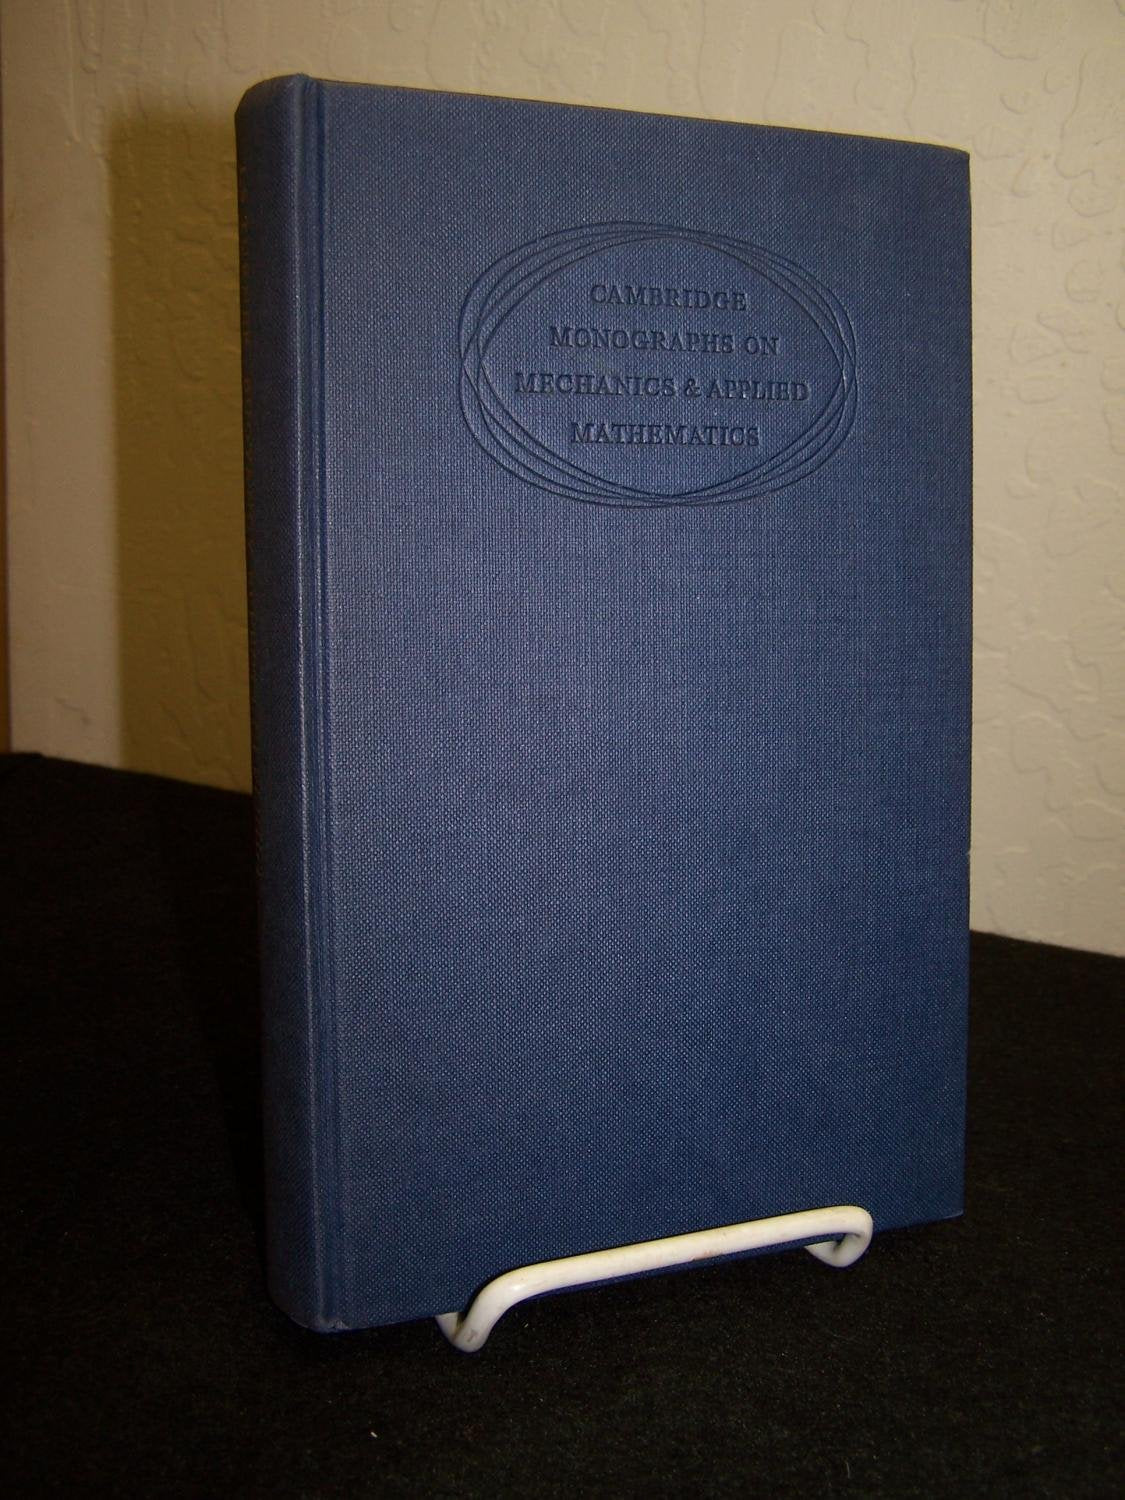 CAMBRIDGE
MONOGRAPHS ON
MECHANICS & APPLIED
MATHEMATICS